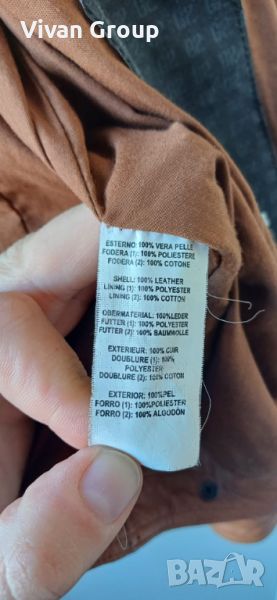 Vivan Group
ESTERNO: 100% VERA PELLE
FODERA (1): 100% POLIESTERE
FODERA (2): 100% COTONE
SHELL: 100% LEATHER
LINING (1): 100% POLYESTER
LINING (2): 100% COTTON
OBERMATERIAL: 100%LEDER
FUTTER (1): 100% POLYESTER
FUTTER (2): 100% BAUMWOLLE
EXTERIEUR: 100% CUIR
DOUBLURE (1): 100%
POLYESTER
DOUBLURE (2): 100% COTON
EXTERIOR: 100%PEL
FORRO (1): 100%POLIESTER
FORRO (2): 100% ALGODÓN
BAZAR